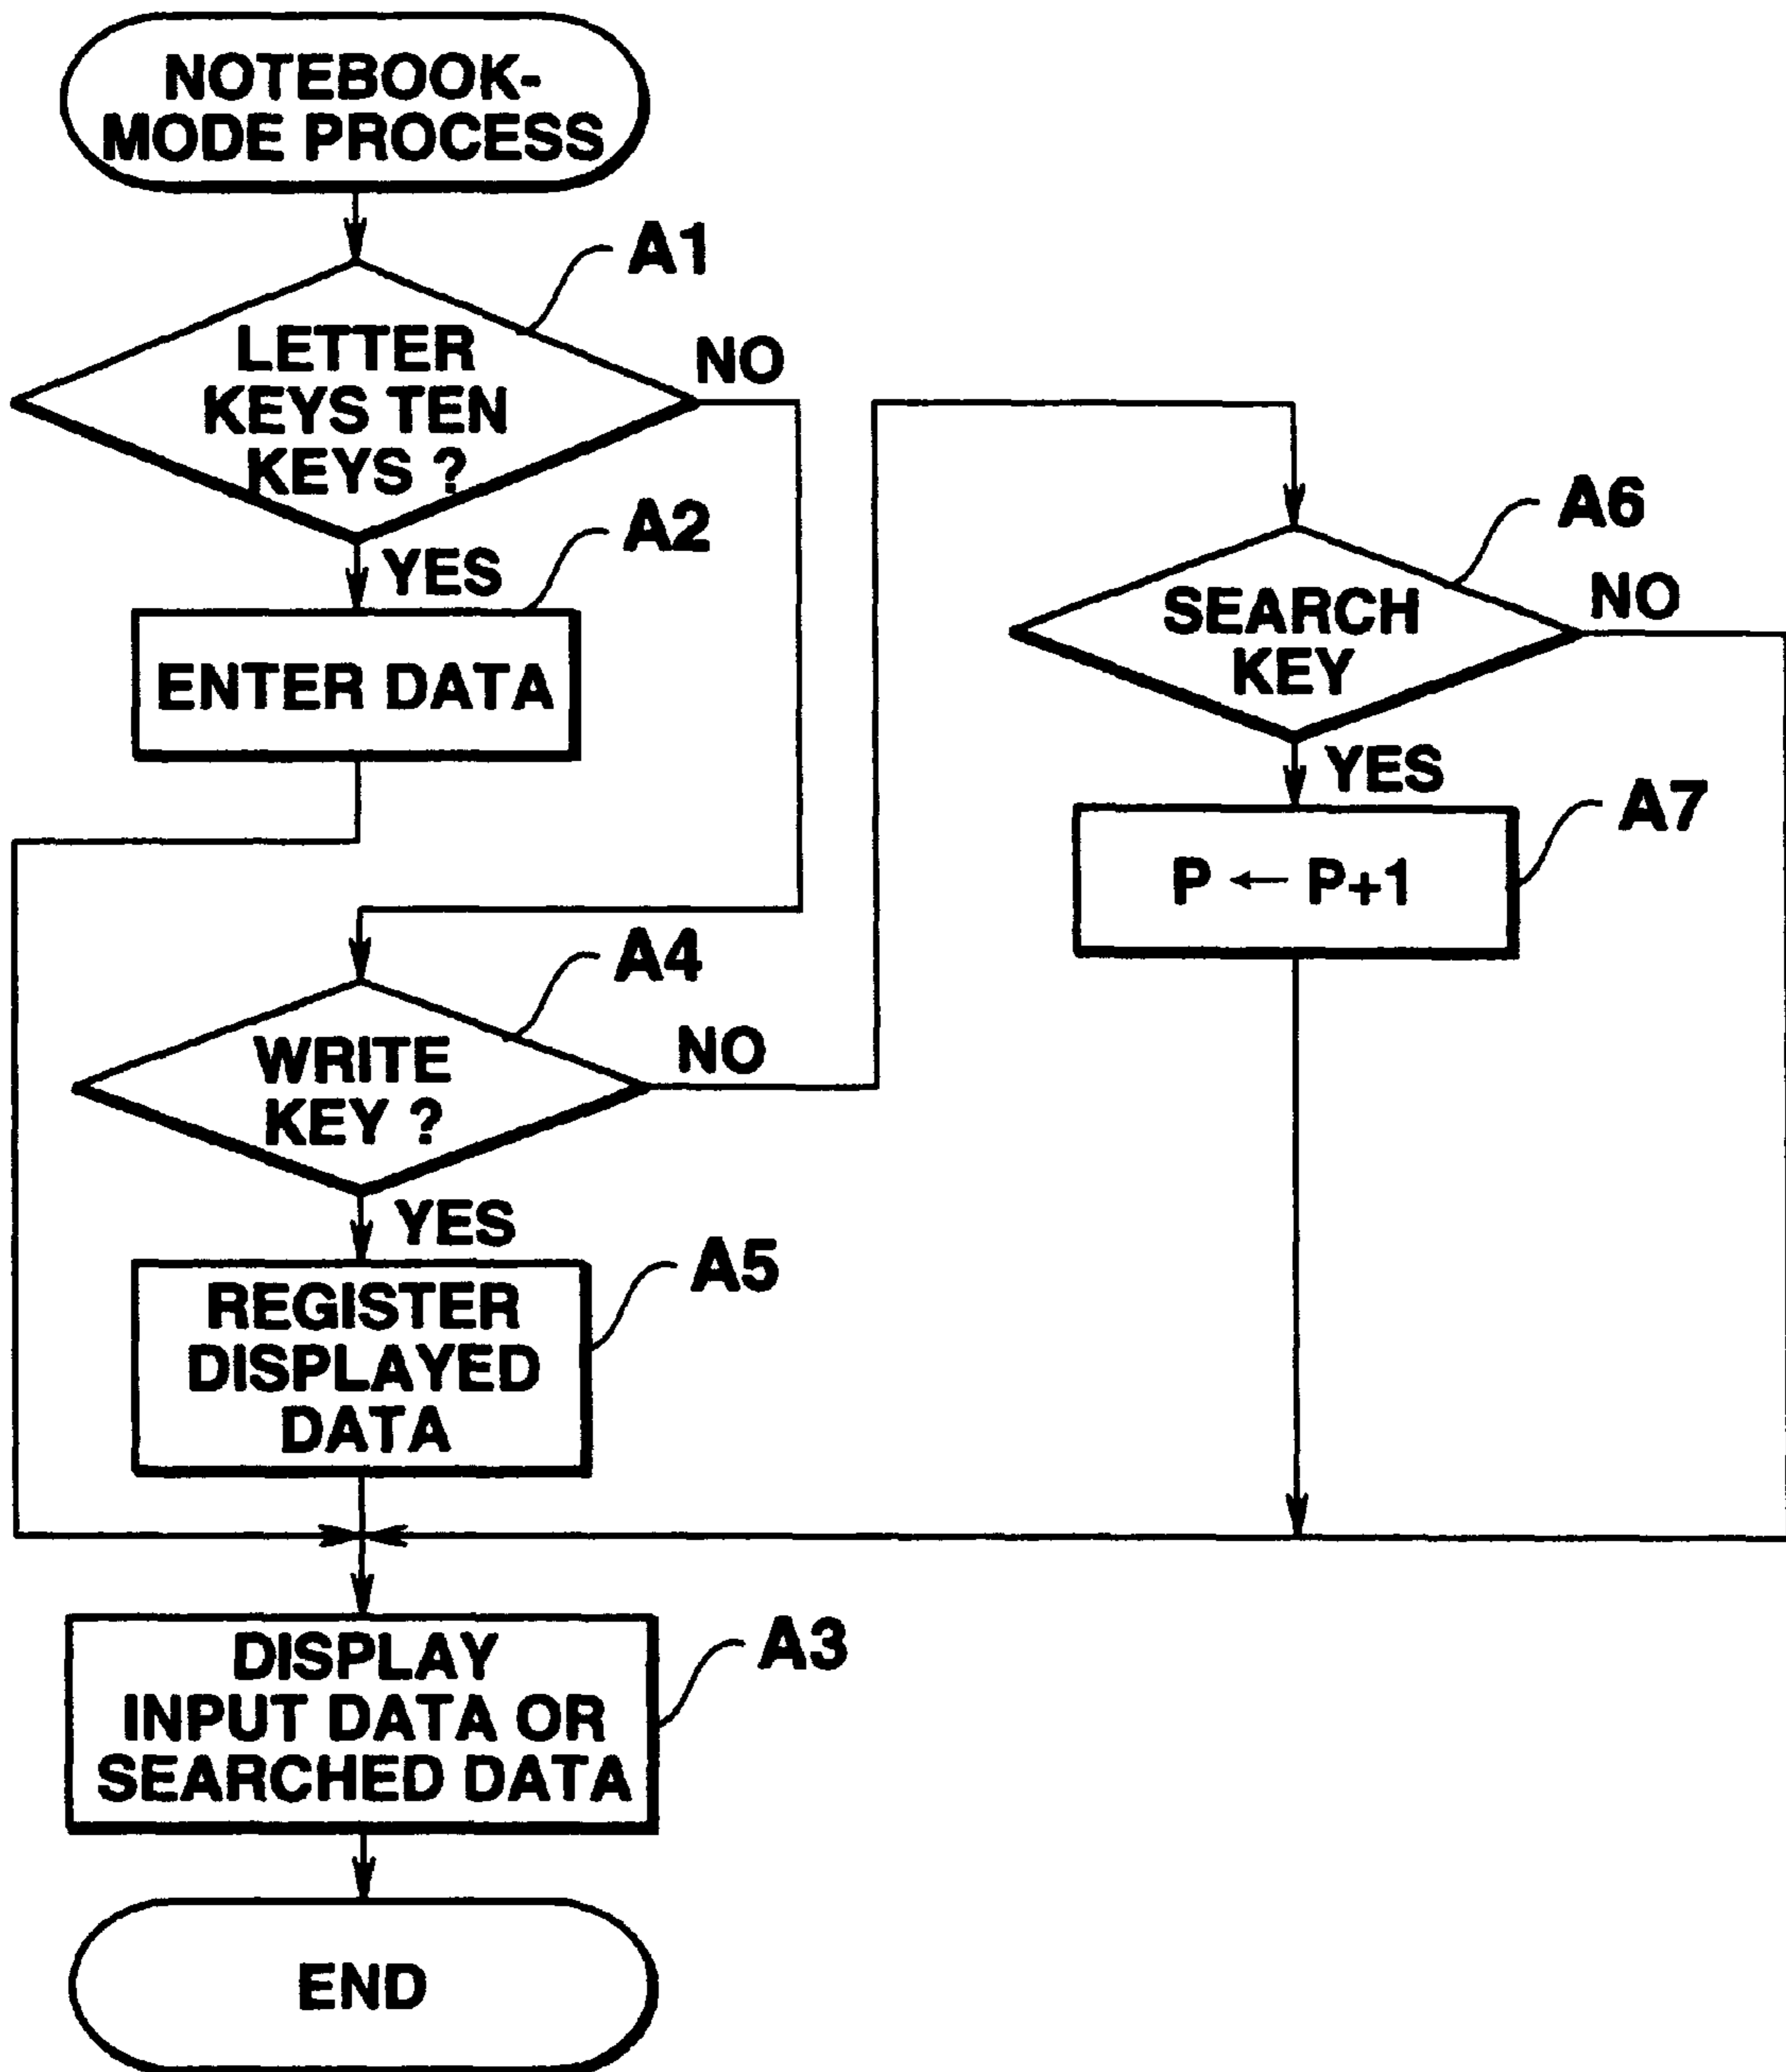 NOTEBOOK-
MODE PROCESS
A1
LETTER
KEYS TEN
KEYS ?
NO
YES
A2
ENTER DATA
A4
WRITE
KEY ?
NO
YES
A5
REGISTER
DISPLAYED
DATA
A6
SEARCH
KEY
NO
YES
A7
P ← P+1
A3
DISPLAY
INPUT DATA OR
SEARCHED DATA
END